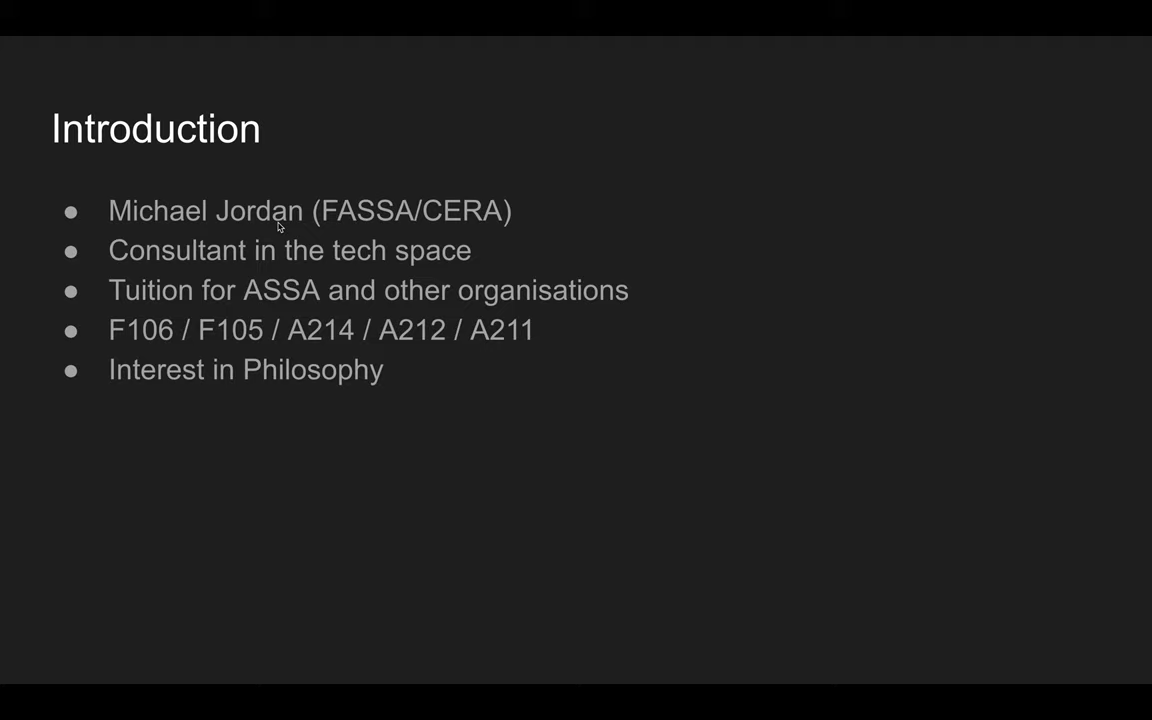 Introduction
● Michael Jordan (FASSA/CERA)
● Consultant in the tech space
● Tuition for ASSA and other organisations
● F106 / F105 / A214 / A212 / A211
● Interest in Philosophy